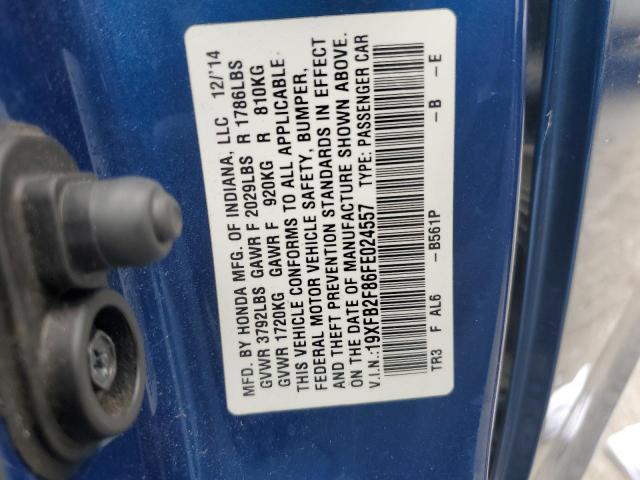 MFD. BY HONDA MFG. OF INDIANA, LLC 12/'14
GVWR 3792LBS GAWR F 2029LBS R 1786LBS
GVWR 1720KG GAWR F 920KG R 810KG
THIS VEHICLE CONFORMS TO ALL APPLICABLE
FEDERAL MOTOR VEHICLE SAFETY, BUMPER,
AND THEFT PREVENTION STANDARDS IN EFFECT
ON THE DATE OF MANUFACTURE SHOWN ABOVE.
V.I.N.:19XFB2F86FE024557 TYPE: PASSENGER CAR
TR3 F AL6 -B561P -B -E